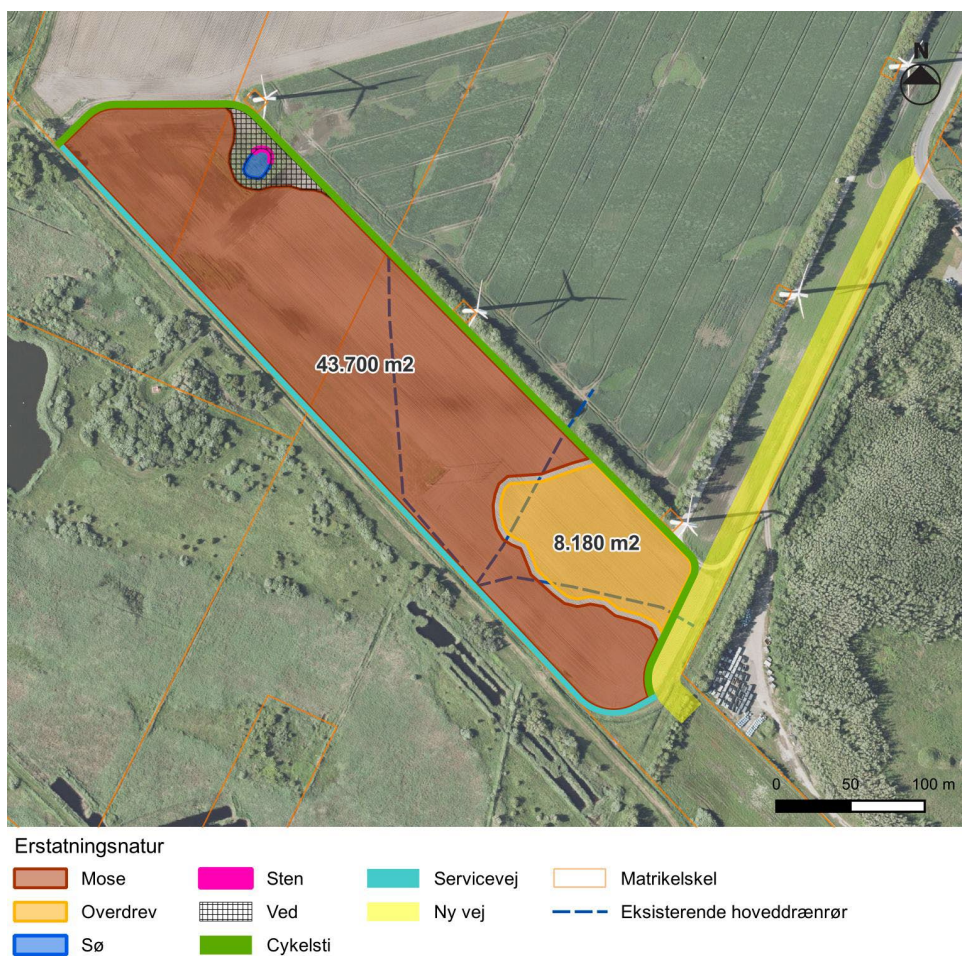 N
43.700 m2
8.180 m2
0 50 100 m
Erstatningsnatur
Mose Sten Servicevej Matrikelskel
Overdrev Ved Ny vej Eksisterende hoveddrænrør
Sø Cykelsti